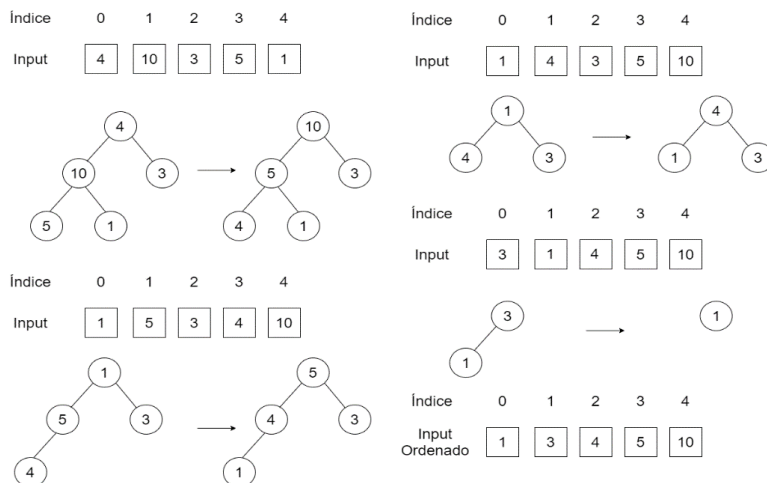 Índice 0 1 2 3 4
Input 4 10 3 5 1
4 10
10 3 5 3
5 1 4 1
Índice 0 1 2 3 4
Input 1 5 3 4 10
1 5
5 3 4 3
4 1
Índice 0 1 2 3 4
Input 1 4 3 5 10
1 4
4 3 1 3
Índice 0 1 2 3 4
Input 3 1 4 5 10
3 1
1
Índice 0 1 2 3 4
Input
Ordenado 1 3 4 5 10